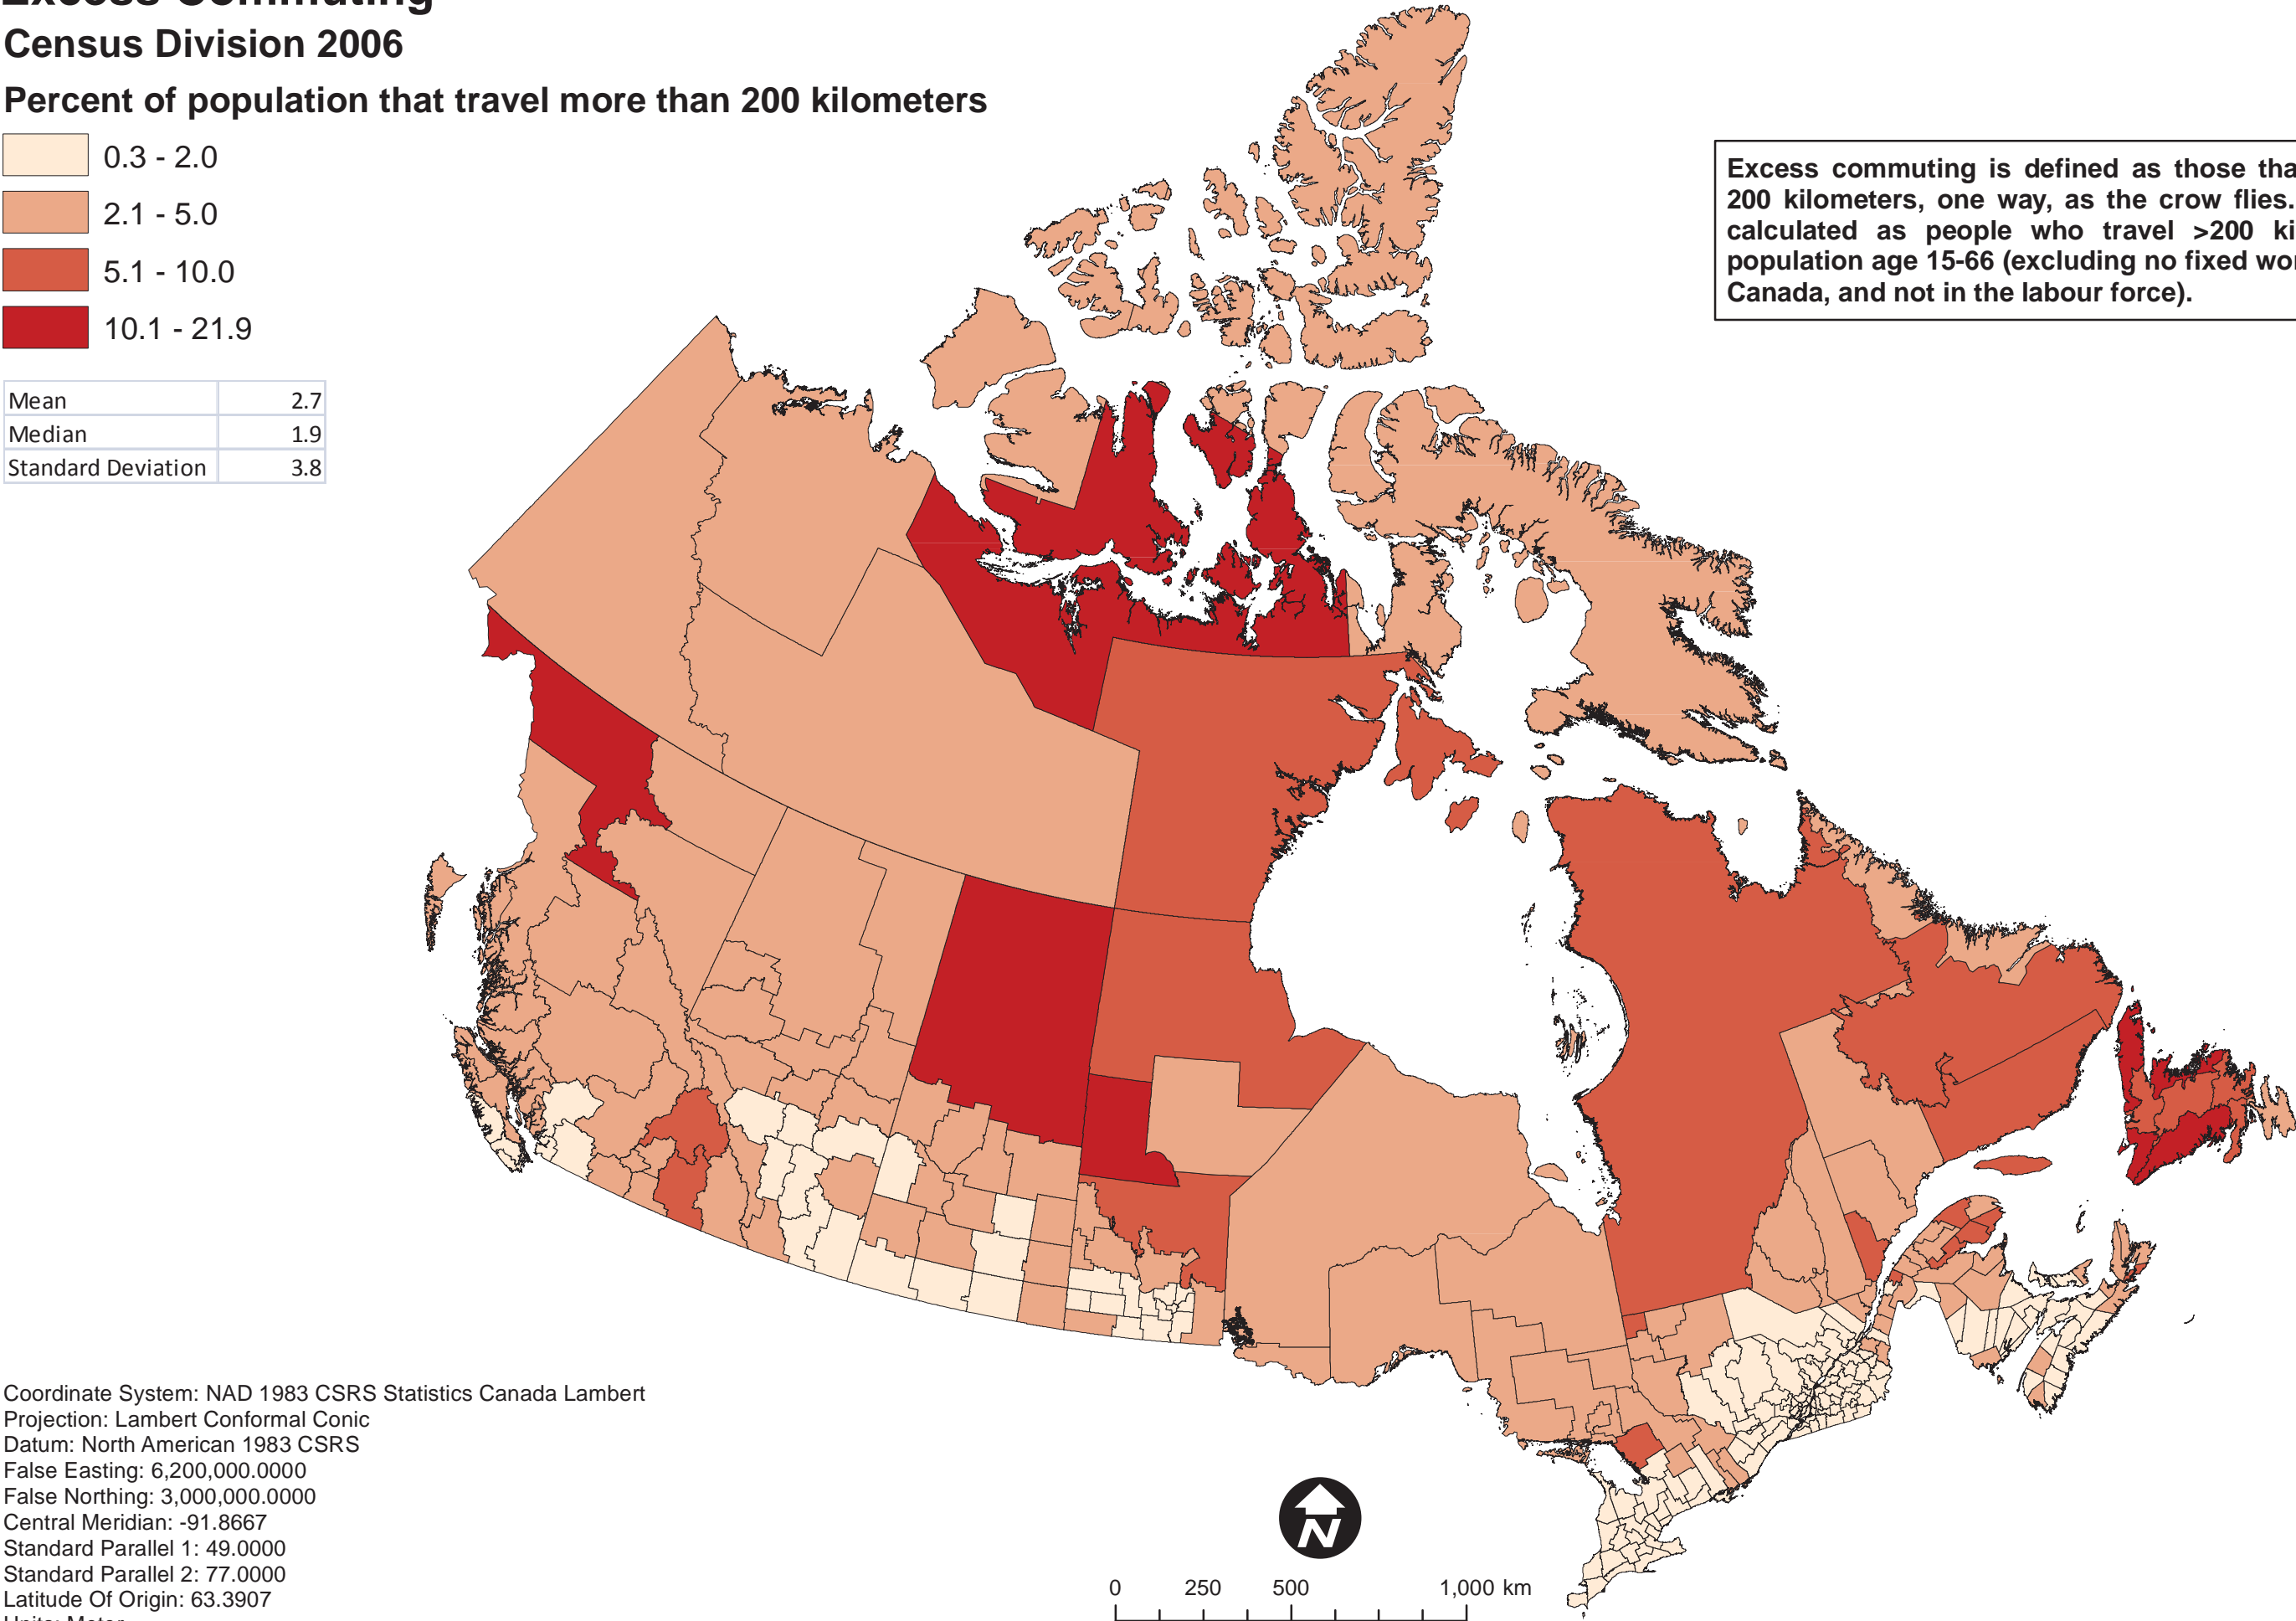 Excess Commuting
Census Division 2006
Percent of population that travel more than 200 kilometers
0.3 - 2.0
2.1 - 5.0
5.1 - 10.0
10.1 - 21.9
Mean 2.7
Median 1.9
Standard Deviation 3.8
Excess commuting is defined as those tha
200 kilometers, one way, as the crow flies.
calculated as people who travel >200 ki
population age 15-66 (excluding no fixed wor
Canada, and not in the labour force).
Coordinate System: NAD 1983 CSRS Statistics Canada Lambert
Projection: Lambert Conformal Conic
Datum: North American 1983 CSRS
False Easting: 6,200,000.0000
False Northing: 3,000,000.0000
Central Meridian: -91.8667
Standard Parallel 1: 49.0000
Standard Parallel 2: 77.0000
Latitude Of Origin: 63.3907
Units: Meter
N
0 250 500 1,000 km